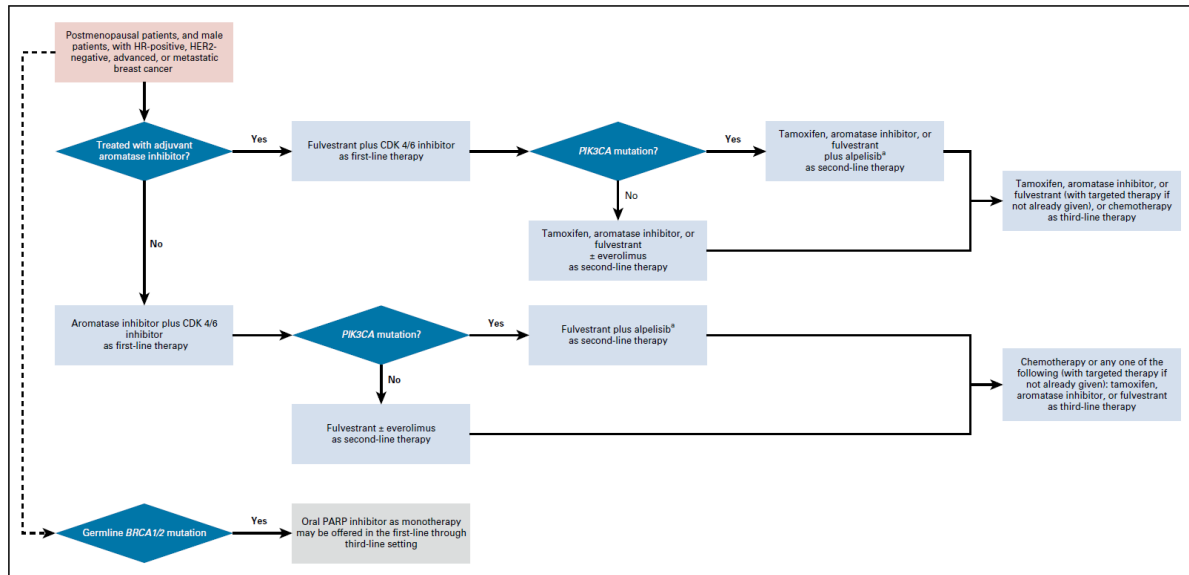 Postmenopausal patients, and male
patients, with HR-positive, HER2-
negative, advanced, or metastatic
breast cancer
Treated with adjuvant
aromatase inhibitor?
Yes
Fulvestrant plus CDK 4/6 inhibitor
as first-line therapy
PIK3CA mutation?
Yes
Tamoxifen, aromatase inhibitor, or
fulvestrant
plus alpelisibᵃ
as second-line therapy
No
Tamoxifen, aromatase inhibitor, or
fulvestrant
± everolimus
as second-line therapy
Tamoxifen, aromatase inhibitor, or
fulvestrant (with targeted therapy if
not already given), or chemotherapy
as third-line therapy
No
Aromatase inhibitor plus CDK 4/6
inhibitor
as first-line therapy
PIK3CA mutation?
Yes
Fulvestrant plus alpelisibᵃ
as second-line therapy
No
Fulvestrant ± everolimus
as second-line therapy
Chemotherapy or any one of the
following (with targeted therapy if
not already given): tamoxifen,
aromatase inhibitor, or fulvestrant
as third-line therapy
Germline BRCA1/2 mutation
Yes
Oral PARP inhibitor as monotherapy
may be offered in the first-line through
third-line setting